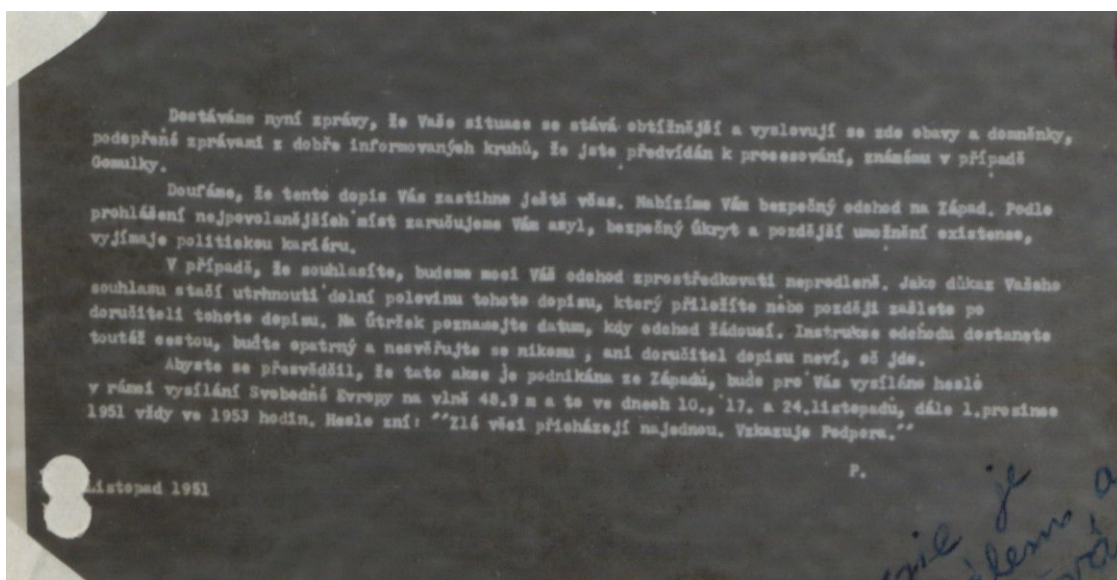 Dostáváme nyní zprávy, že Vaše situace se stává obtížnější a vyslovují se zde obavy a domněnky,
podepřené zprávami z dobře informovaných kruhů, že jste předvídán k procesování, známému v případě
Gomulky.
Doufáme, že tento dopis Vás zastihne ještě včas. Nabízíme Vám bezpečný odchod na Západ. Podle
prohlášení nejpovolanějších míst zaručujeme Vám asyl, bezpečný úkryt a pozdější umožnění existence,
vyjímaje politickou kariéru.
V případě, že souhlasíte, budeme moci Váš odchod zprostředkovati neprodleně. Jako důkaz Vašeho
souhlasu stačí utrhnouti dolní polovinu tohoto dopisu, který přiložíte nebo později zašlete po
doručiteli tohoto dopisu. Na útržek poznamejte datum, kdy odchod žádoucí. Instrukce odchodu dostanete
toutéž cestou, buďte opatrný a nesvěřujte se nikomu , ani doručitel dopisu neví, oč jde.
Abyste se přesvědčil, že tato akce je podnikána ze Západu, bude pro Vás vysíláno heslo
v rámci vysílání Svobodné Evropy na vlně 48.9 m a to ve dnech 10., 17. a 24.listopadu, dále 1.prosince
1951 vždy ve 1953 hodin. Heslo zní: ´´Zlé věci přicházejí najednou. Vzkazuje Podpora.´´
P.
Listopad 1951
je